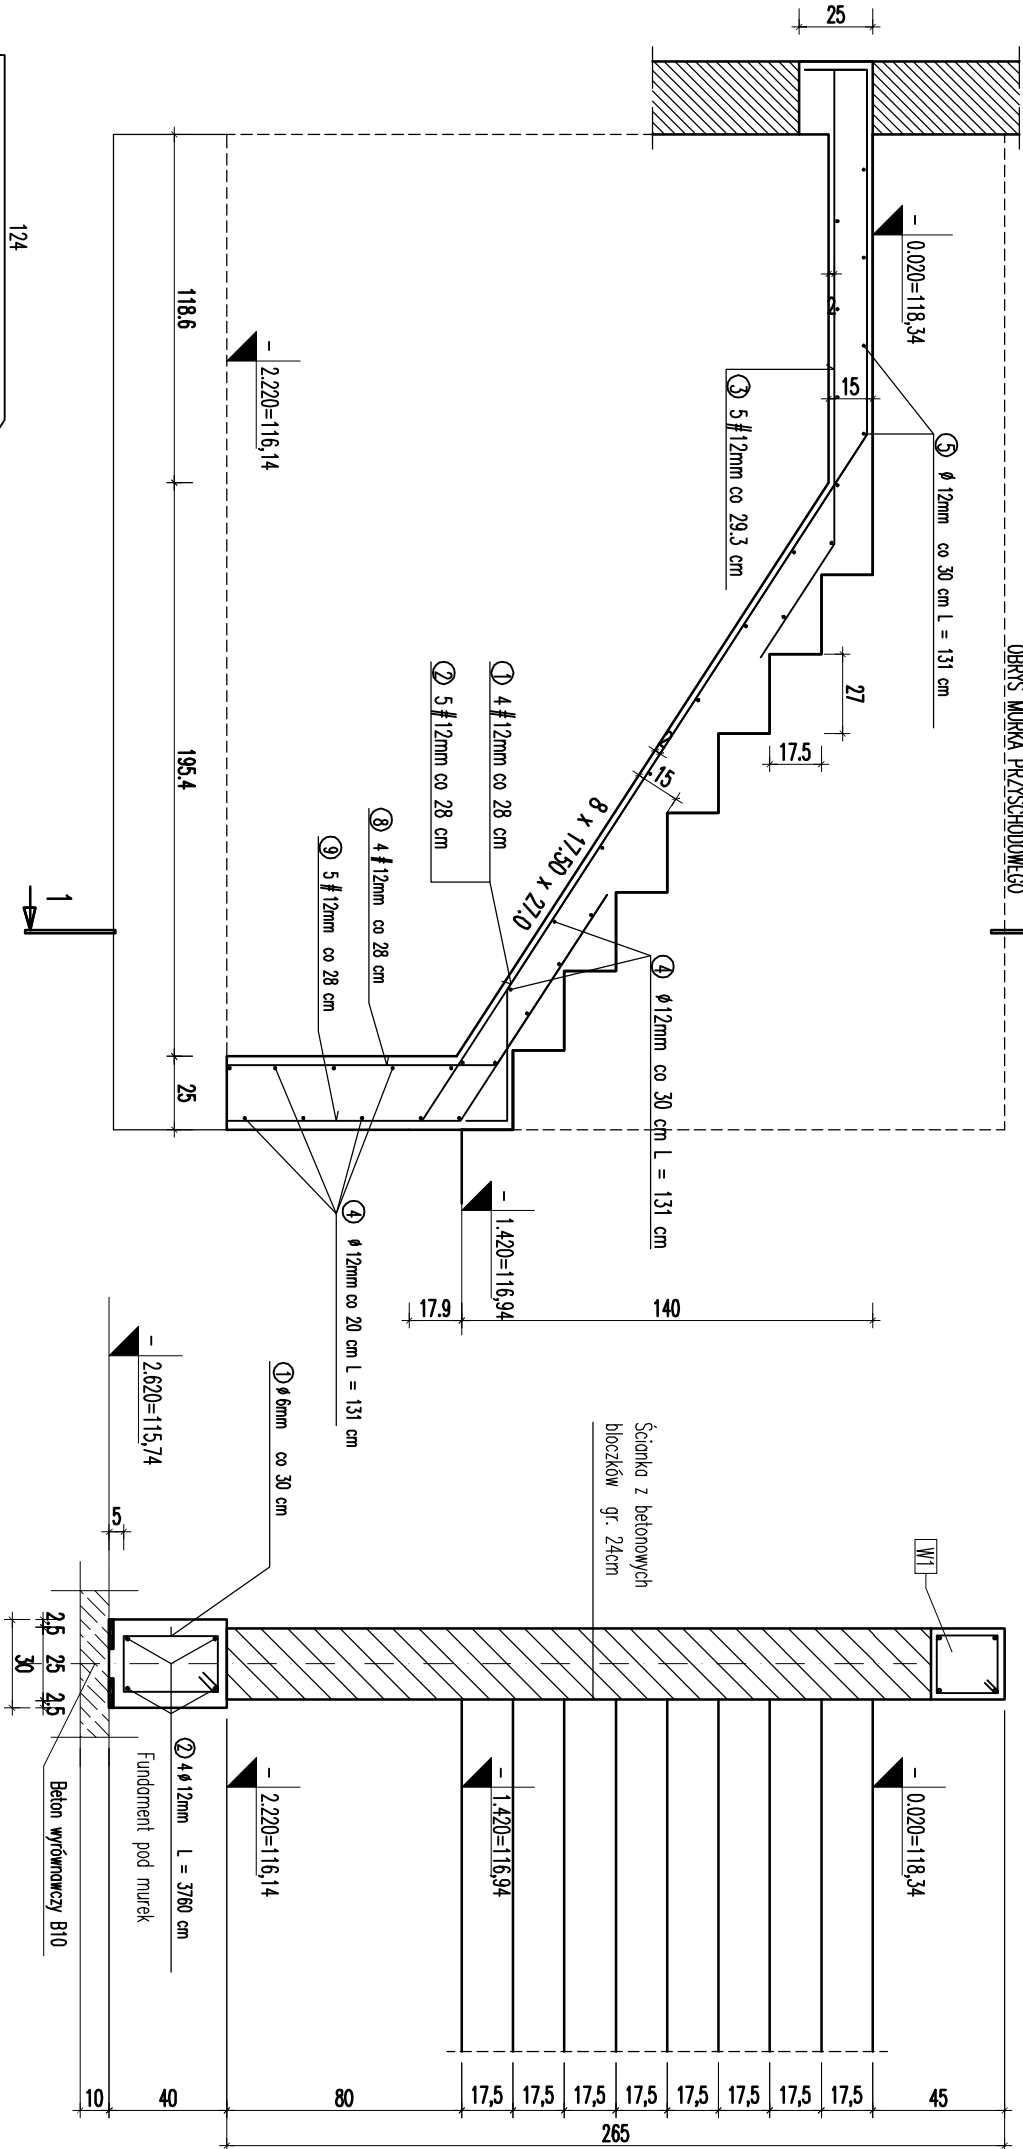 25
OBRYS MURKA PRZYSCHODOWEGO
-
0.020=118,34
⑤ ϕ 12mm co 30 cm L = 131 cm
2
15
③ 5#12mm co 29.3 cm
27
17.5
2
15
8 x 17.50 x 27.0
① 4#12mm co 28 cm
② 5#12mm co 28 cm
④ ϕ12mm co 30 cm L = 131 cm
⑧ 4#12mm co 28 cm
⑨ 5#12mm co 28 cm
④ ϕ12mm co 20 cm L = 131 cm
-
2.220=116,14
-
1.420=116,94
118.6
195.4
25
124
1
17.9
140
-
2.620=115,74
① ϕ6mm co 30 cm
Ścianka z betonowych
bloczków gr. 24cm
W1
5
2,5
25
2,5
30
② 4ϕ12mm L = 3760 cm
Fundament pod murek
Beton wyrównawczy B10
-
2.220=116,14
-
1.420=116,94
-
0.020=118,34
10
40
80
17,5
17,5
17,5
17,5
17,5
17,5
17,5
17,5
45
265